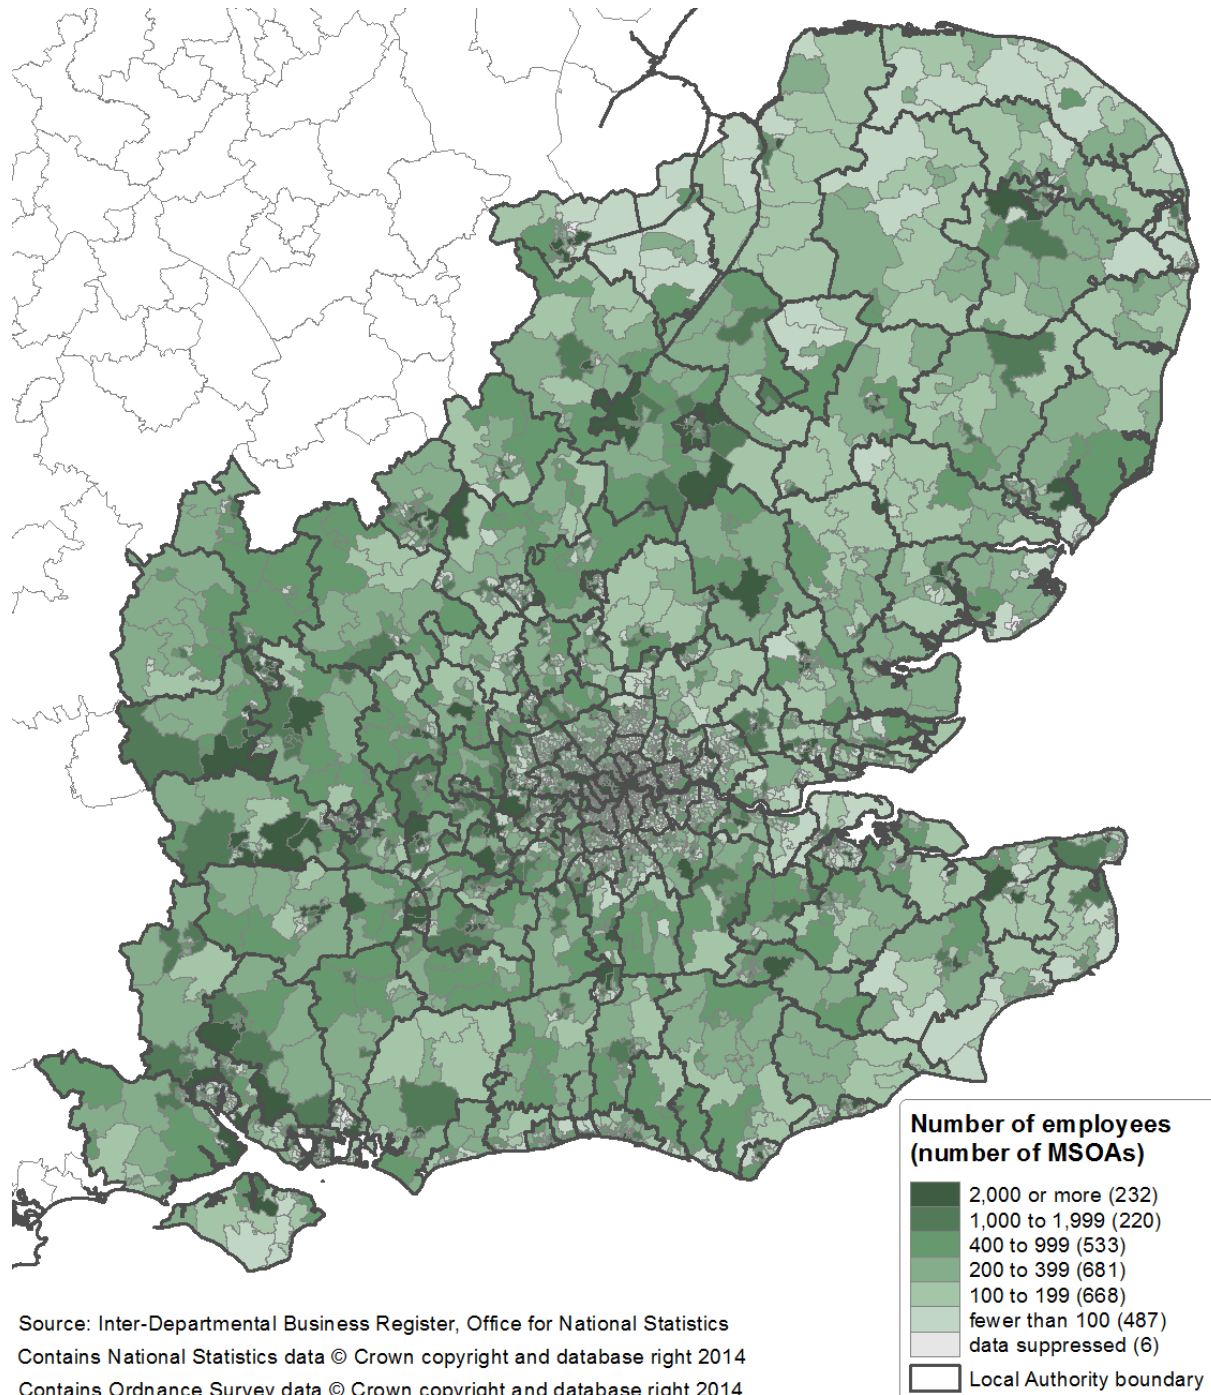 Number of employees
(number of MSOAs)
2,000 or more (232)
1,000 to 1,999 (220)
400 to 999 (533)
200 to 399 (681)
100 to 199 (668)
fewer than 100 (487)
data suppressed (6)
Local Authority boundary
Source: Inter-Departmental Business Register, Office for National Statistics
Contains National Statistics data © Crown copyright and database right 2014
Contains Ordnance Survey data © Crown copyright and database right 2014